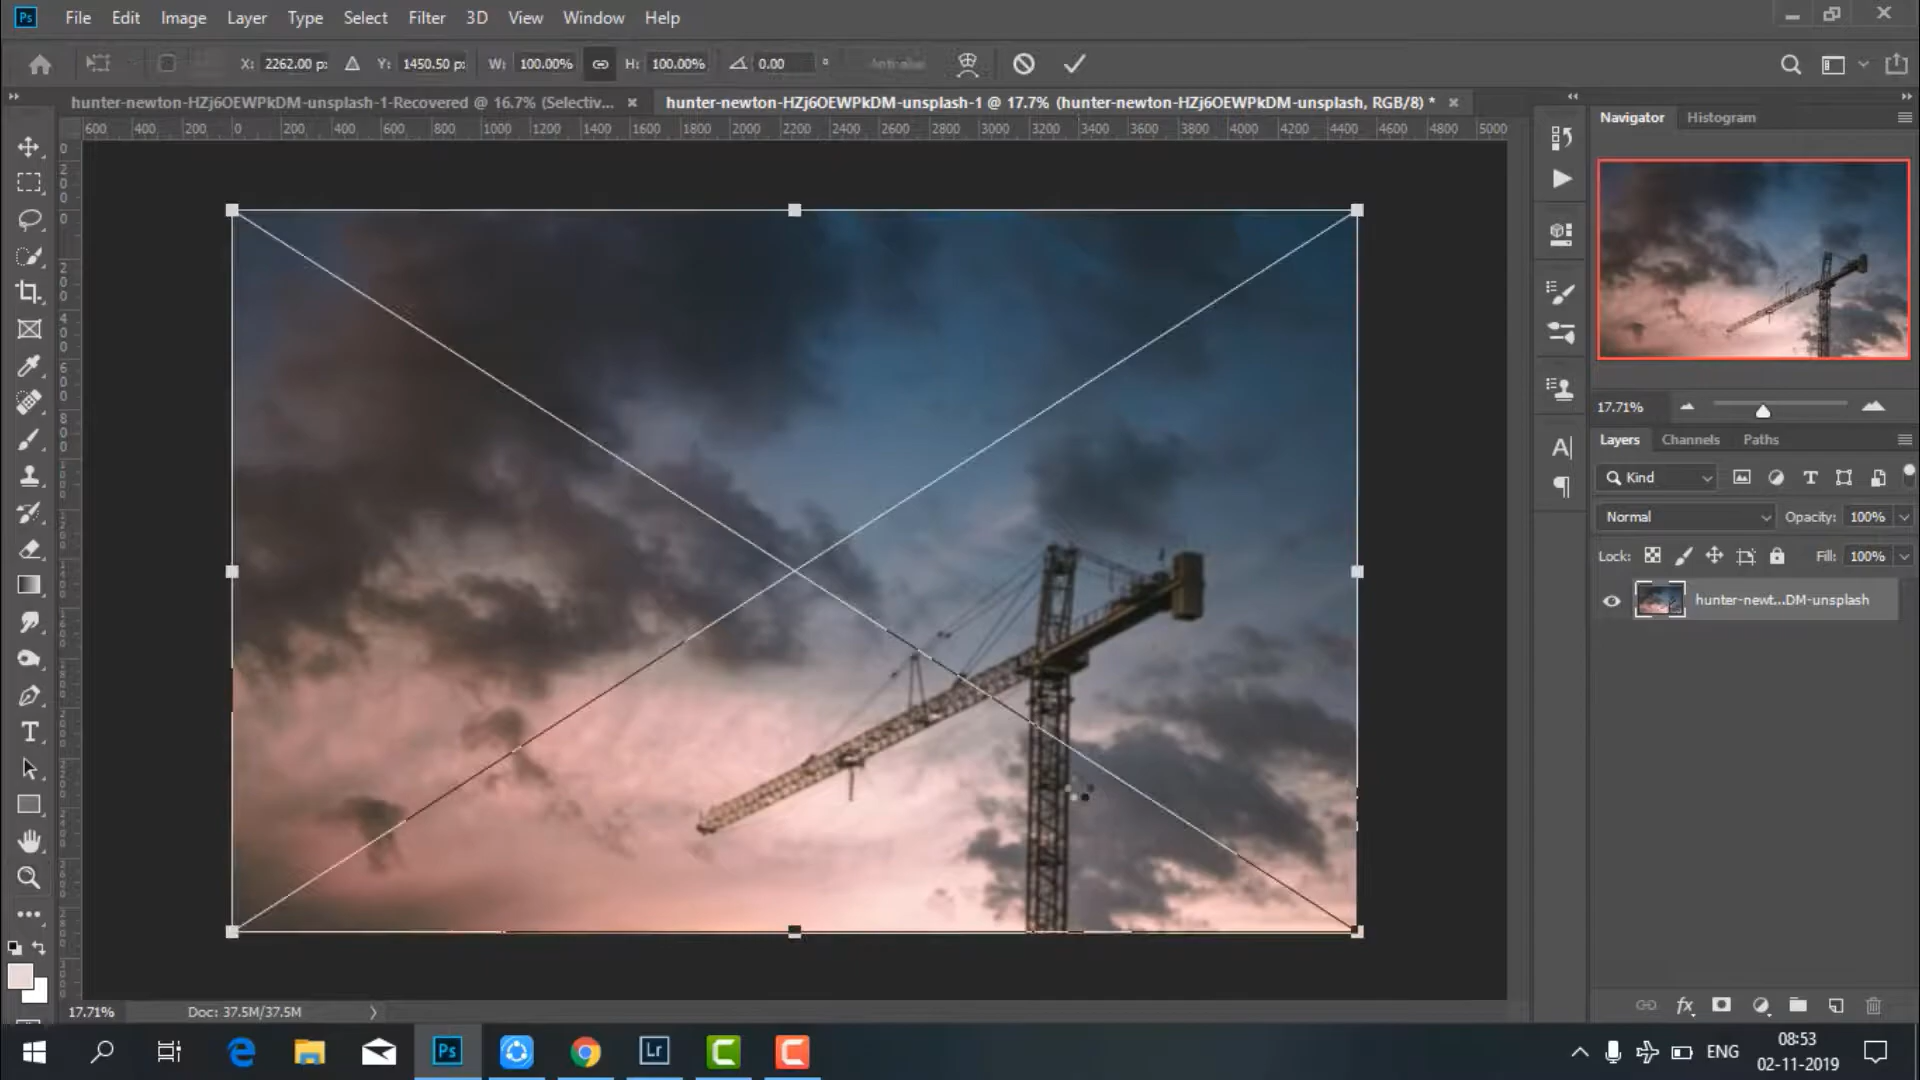 Ps File Edit Image Layer Type Select Filter 3D View Window Help
X: 2262.00 p: Y: 1450.50 p: W: 100.00% H: 100.00% 0.00 °
hunter-newton-HZj6OEWPkDM-unsplash-1-Recovered @ 16.7% (Selectiv... × hunter-newton-HZj6OEWPkDM-unsplash-1 @ 17.7% (hunter-newton-HZj6OEWPkDM-unsplash, RGB/8) * ×
600 400 200 0 200 400 600 800 1000 1200 1400 1600 1800 2000 2200 2400 2600 2800 3000 3200 3400 3600 3800 4000 4200 4400 4600 4800 5000
Navigator Histogram
17.71%
Layers Channels Paths
Kind
Normal Opacity: 100%
Lock: Fill: 100%
hunter-newt...DM-unsplash
17.71% Doc: 37.5M/37.5M
Ps Lr ENG
08:53
02-11-2019